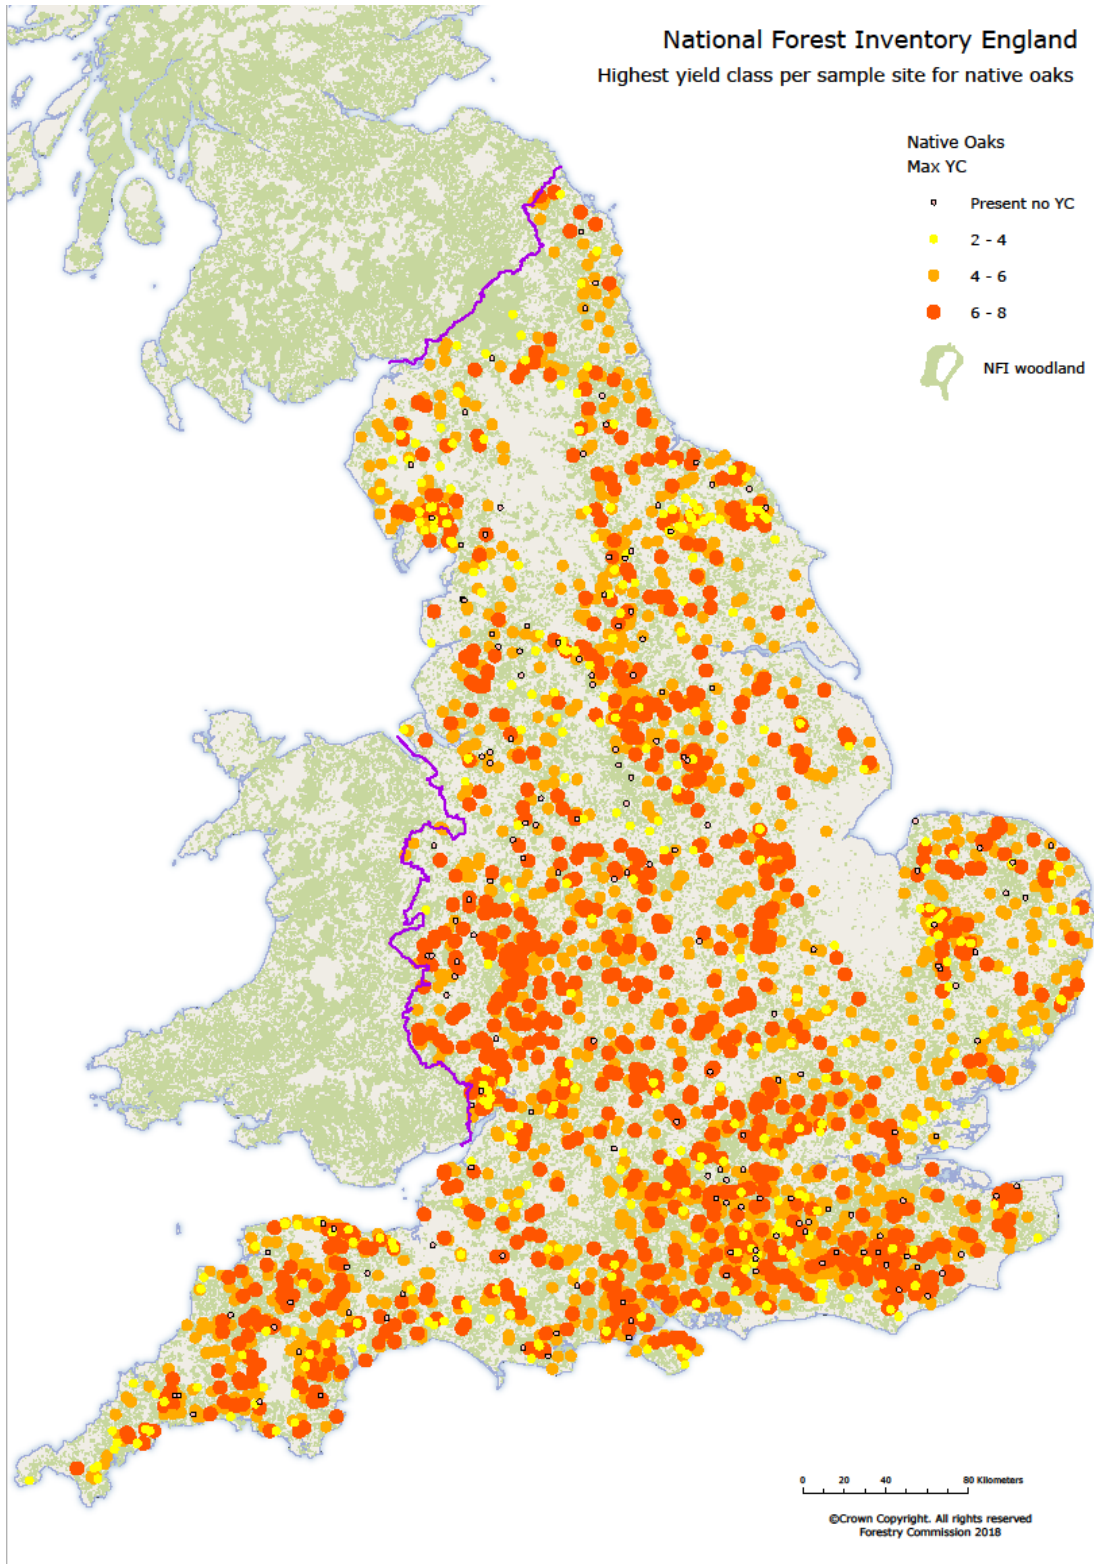 National Forest Inventory England
Highest yield class per sample site for native oaks
Native Oaks
Max YC
Present no YC
2 - 4
4 - 6
6 - 8
NFI woodland
0 20 40 80 Kilometers
©Crown Copyright. All rights reserved
Forestry Commission 2018